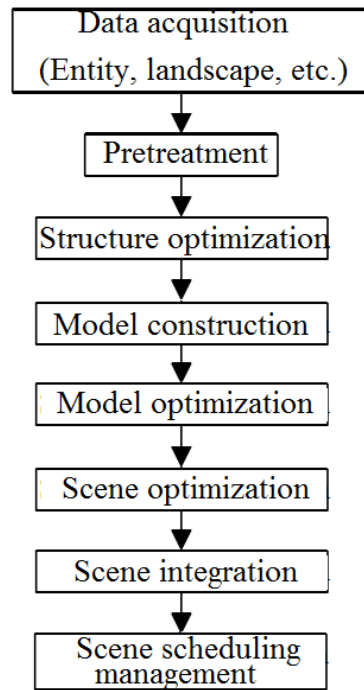 Data acquisition
(Entity, landscape, etc.)
Pretreatment
Structure optimization
Model construction
Model optimization
Scene optimization
Scene integration
Scene scheduling
management